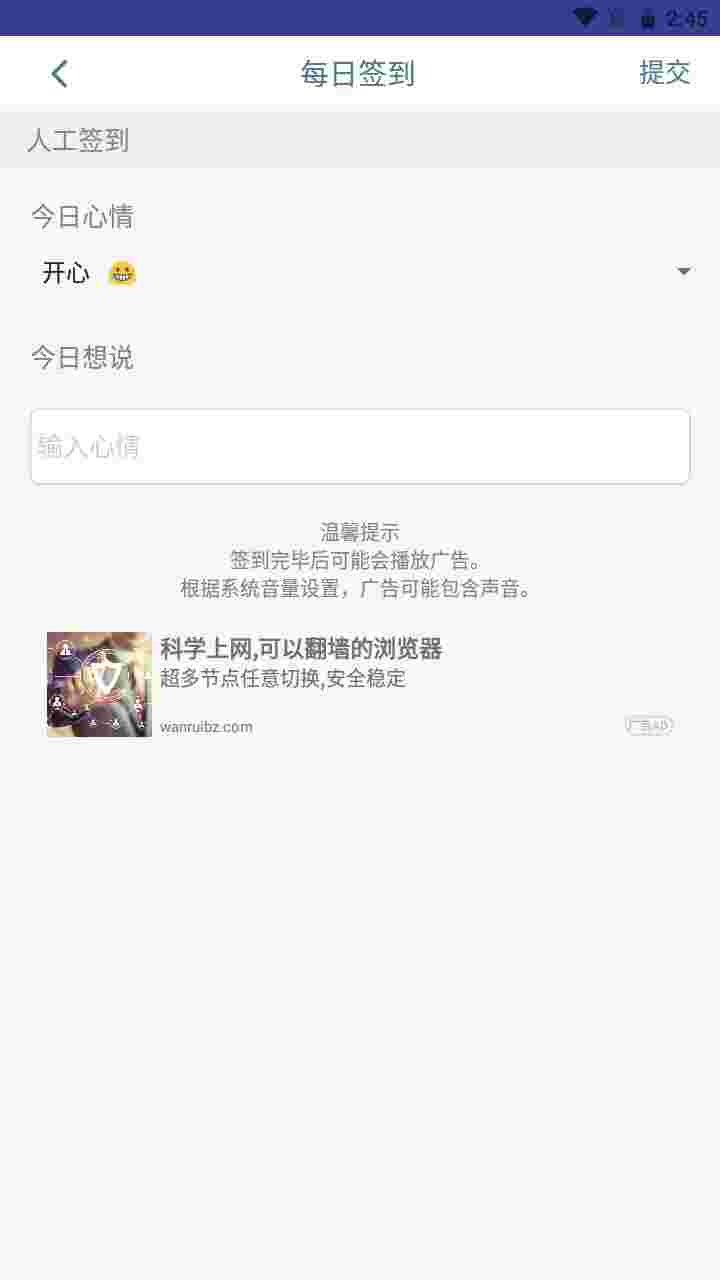 2:45
每日签到
提交
人工签到
今日心情
开心 😀
今日想说
输入心情
温馨提示
签到完毕后可能会播放广告。
根据系统音量设置，广告可能包含声音。
科学上网,可以翻墙的浏览器
超多节点任意切换,安全稳定
wanruibz.com
广告AD